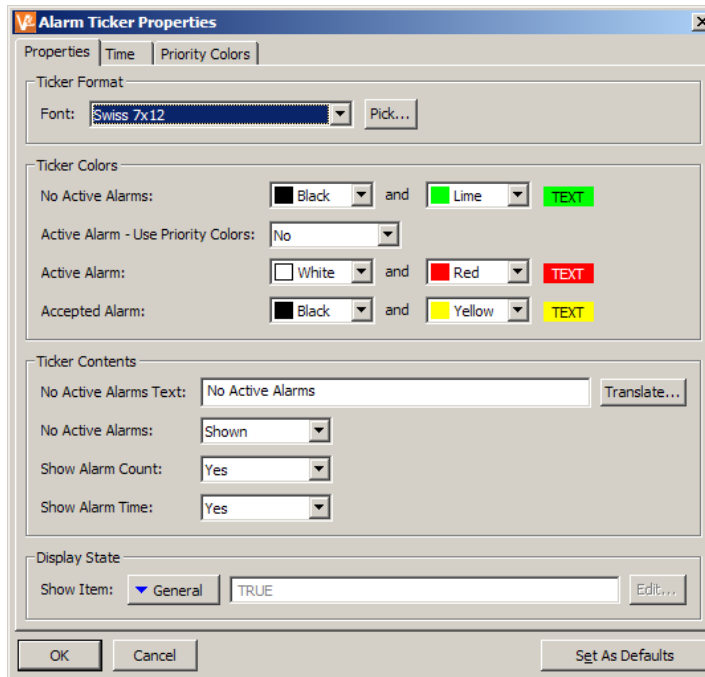 Alarm Ticker Properties
Properties Time Priority Colors
Ticker Format
Font: Swiss 7x12 Pick...
Ticker Colors
No Active Alarms: Black and Lime TEXT
Active Alarm - Use Priority Colors: No
Active Alarm: White and Red TEXT
Accepted Alarm: Black and Yellow TEXT
Ticker Contents
No Active Alarms Text: No Active Alarms Translate...
No Active Alarms: Shown
Show Alarm Count: Yes
Show Alarm Time: Yes
Display State
Show Item: General TRUE Edit...
OK Cancel Set As Defaults